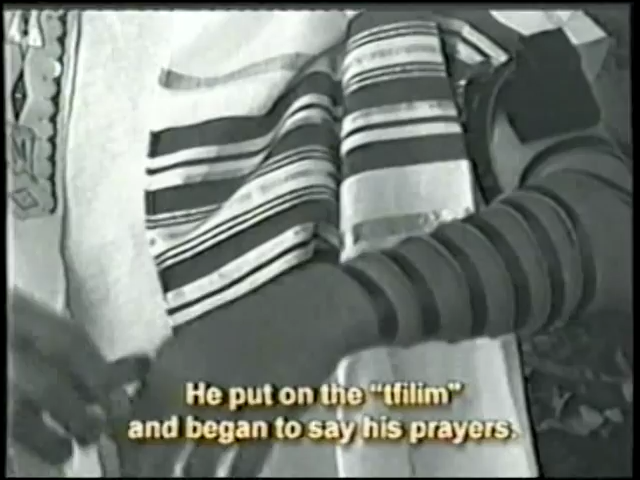 He put on the “tfilim”
and began to say his prayers.